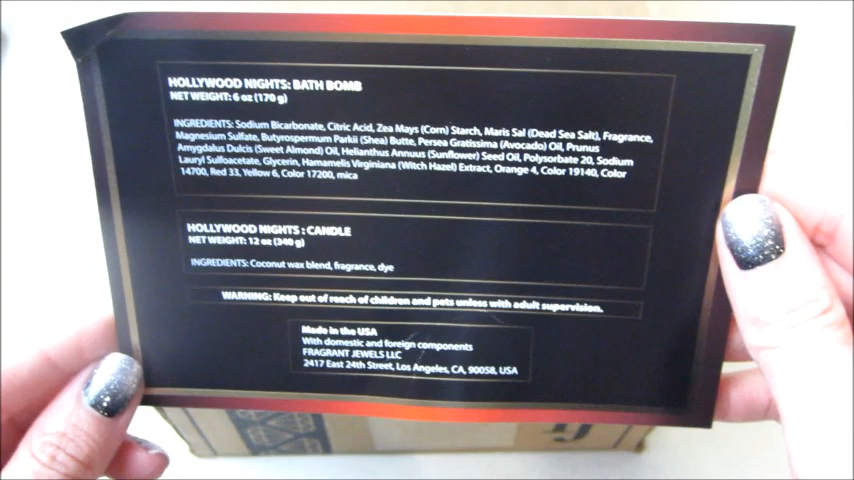 HOLLYWOOD NIGHTS: BATH BOMB
NET WEIGHT: 6 oz (170 g)
INGREDIENTS: Sodium Bicarbonate, Citric Acid, Zea Mays (Corn) Starch, Maris Sal (Dead Sea Salt), Fragrance,
Magnesium Sulfate, Butyrospermum Parkii (Shea) Butte, Persea Gratissima (Avocado) Oil, Prunus
Amygdalus Dulcis (Sweet Almond) Oil, Helianthus Annuus (Sunflower) Seed Oil, Polysorbate 20, Sodium
Lauryl Sulfoacetate, Glycerin, Hamamelis Virginiana (Witch Hazel) Extract, Orange 4, Color 19140, Color
14700, Red 33, Yellow 6, Color 17200, mica
HOLLYWOOD NIGHTS : CANDLE
NET WEIGHT: 12 oz (340 g)
INGREDIENTS: Coconut wax blend, fragrance, dye
WARNING: Keep out of reach of children and pets unless with adult supervision.
Made in the USA
With domestic and foreign components
FRAGRANT JEWELS LLC
2417 East 24th Street, Los Angeles, CA, 90058, USA